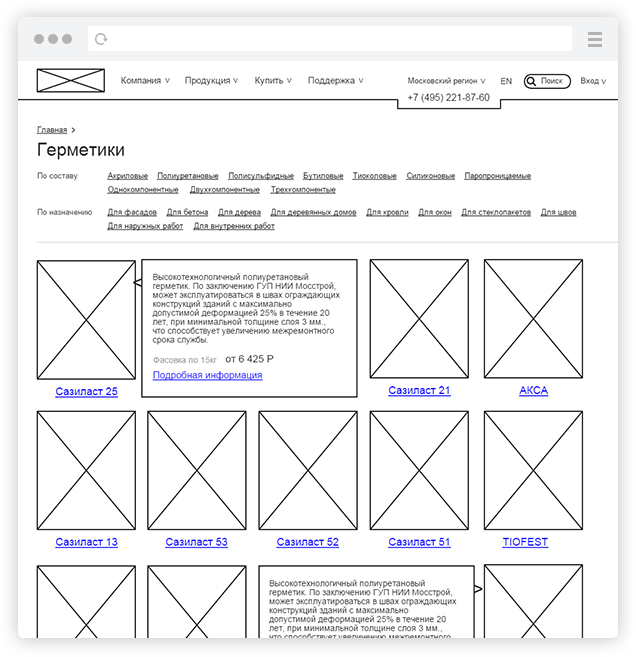 Компания ˅ Продукция ˅ Купить ˅ Поддержка ˅ Московский регион ˅ EN Поиск Вход ˅
+7 (495) 221-87-60
Главная >
Герметики
По составу Акриловые Полиуретановые Полисульфидные Бутиловые Тиоколовые Силиконовые Паропроницаемые
Однокомпонентные Двухкомпонентные Трехкомпонентые
По назначению Для фасадов Для бетона Для дерева Для деревянных домов Для кровли Для окон Для стеклопакетов Для швов
Для наружных работ Для внутренних работ
Высокотехнологичный полиуретановый
герметик. По заключению ГУП НИИ Мосстрой,
может эксплуатироваться в швах ограждающих
конструкций зданий с максимально
допустимой деформацией 25% в течение 20
лет, при минимальной толщине слоя 3 мм.,
что способствует увеличению межремонтного
срока службы.
Фасовка по 15кг от 6 425 Р
Подробная информация
Сазиласт 25 Сазиласт 21 АКСА
Сазиласт 13 Сазиласт 53 Сазиласт 52 Сазиласт 51 TIOFEST
Высокотехнологичный полиуретановый
герметик. По заключению ГУП НИИ Мосстрой,
может эксплуатироваться в швах ограждающих
конструкций зданий с максимально
допустимой деформацией 25% в течение 20
лет, при минимальной толщине слоя 3 мм.,
что способствует увеличению межремонтного